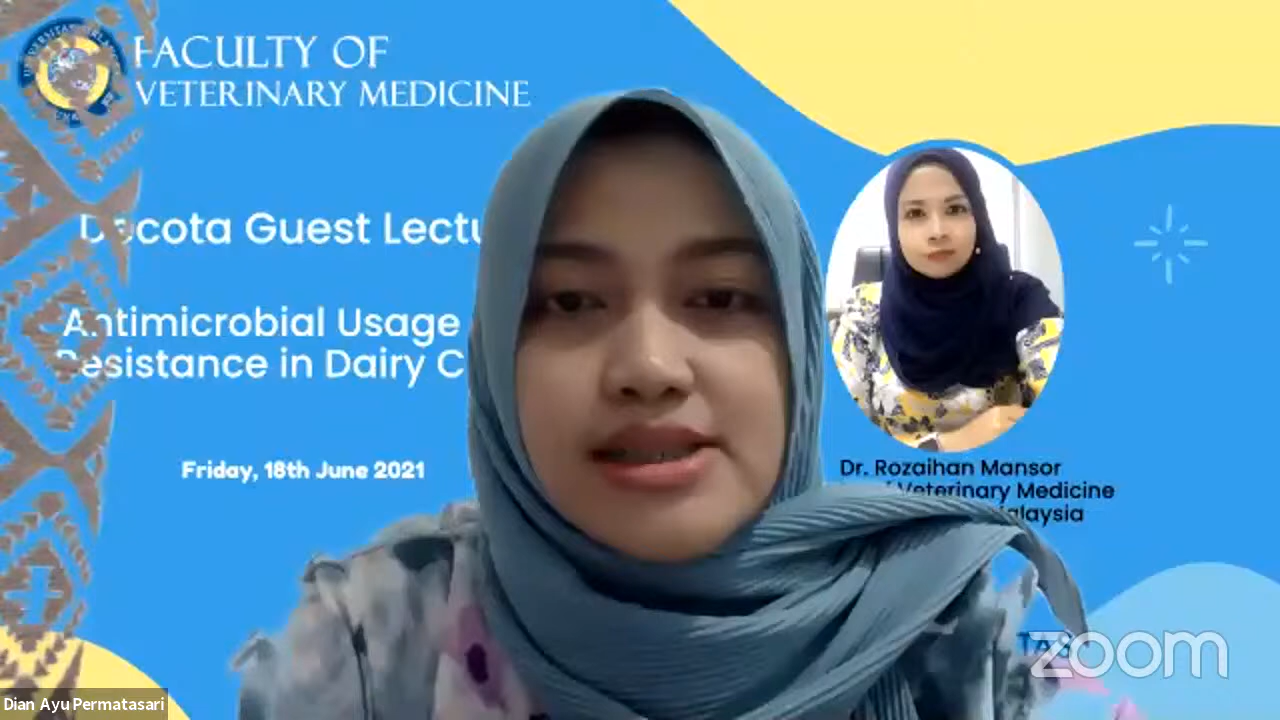 FACULTY OF
VETERINARY MEDICINE
Guest
Antimicrobial Usage
Resistance in Dairy
Friday, 18th June 2021
Dr. Rozaihan Mansor
Veterinary Medicine
Malaysia
zoom
Dian Ayu Permatasari